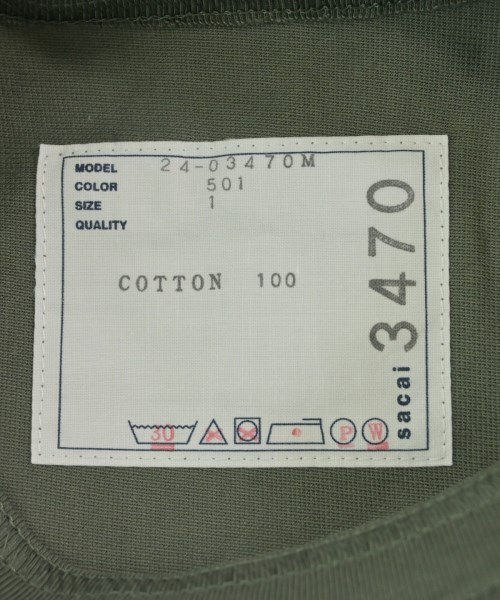 MODEL 24-03470M
COLOR 501
SIZE 1
QUALITY
COTTON 100
3470
sacai
30 P W